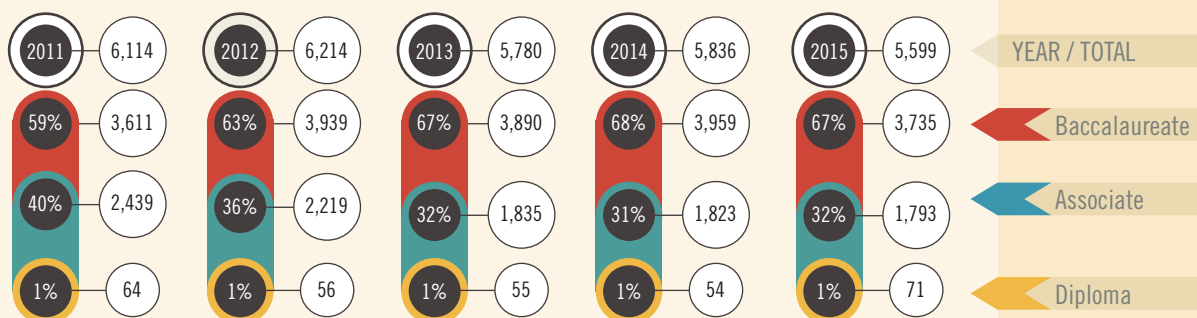 2011 6,114 2012 6,214 2013 5,780 2014 5,836 2015 5,599 YEAR / TOTAL
59% 3,611 63% 3,939 67% 3,890 68% 3,959 67% 3,735 Baccalaureate
40% 2,439 36% 2,219 32% 1,835 31% 1,823 32% 1,793 Associate
1% 64 1% 56 1% 55 1% 54 1% 71 Diploma